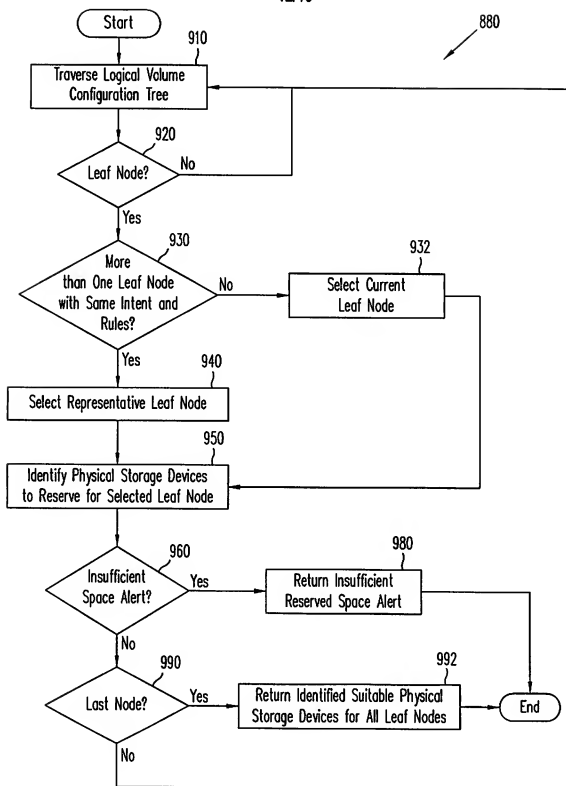 Start
880
910
Traverse Logical Volume
Configuration Tree
920
Leaf Node?
No
Yes
930
More
than One Leaf Node
with Same Intent and
Rules?
No
932
Select Current
Leaf Node
Yes
940
Select Representative Leaf Node
950
Identify Physical Storage Devices
to Reserve for Selected Leaf Node
960
Insufficient
Space Alert?
Yes
980
Return Insufficient
Reserved Space Alert
No
990
Last Node?
Yes
992
Return Identified Suitable Physical
Storage Devices for All Leaf Nodes
End
No